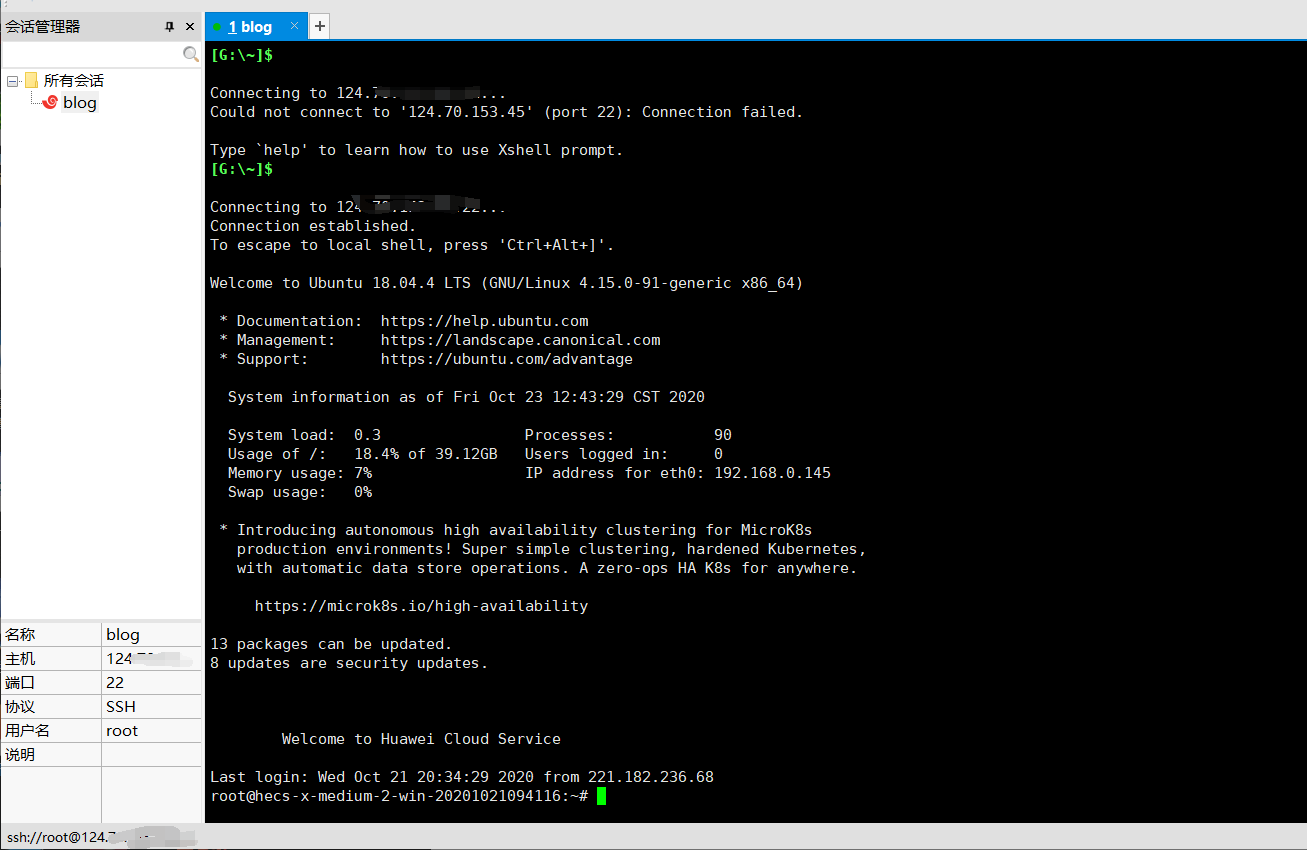 会话管理器
所有会话
blog
名称 blog
主机 124
端口 22
协议 SSH
用户名 root
说明
ssh://root@124.
1 blog
[G:\~]$
Connecting to 124.
Could not connect to '124.70.153.45' (port 22): Connection failed.
Type `help' to learn how to use Xshell prompt.
[G:\~]$
Connecting to 124
Connection established.
To escape to local shell, press 'Ctrl+Alt+]'.
Welcome to Ubuntu 18.04.4 LTS (GNU/Linux 4.15.0-91-generic x86_64)
* Documentation: https://help.ubuntu.com
* Management: https://landscape.canonical.com
* Support: https://ubuntu.com/advantage
System information as of Fri Oct 23 12:43:29 CST 2020
System load: 0.3 Processes: 90
Usage of /: 18.4% of 39.12GB Users logged in: 0
Memory usage: 7% IP address for eth0: 192.168.0.145
Swap usage: 0%
* Introducing autonomous high availability clustering for MicroK8s
production environments! Super simple clustering, hardened Kubernetes,
with automatic data store operations. A zero-ops HA K8s for anywhere.
https://microk8s.io/high-availability
13 packages can be updated.
8 updates are security updates.
Welcome to Huawei Cloud Service
Last login: Wed Oct 21 20:34:29 2020 from 221.182.236.68
root@hecs-x-medium-2-win-20201021094116:~#